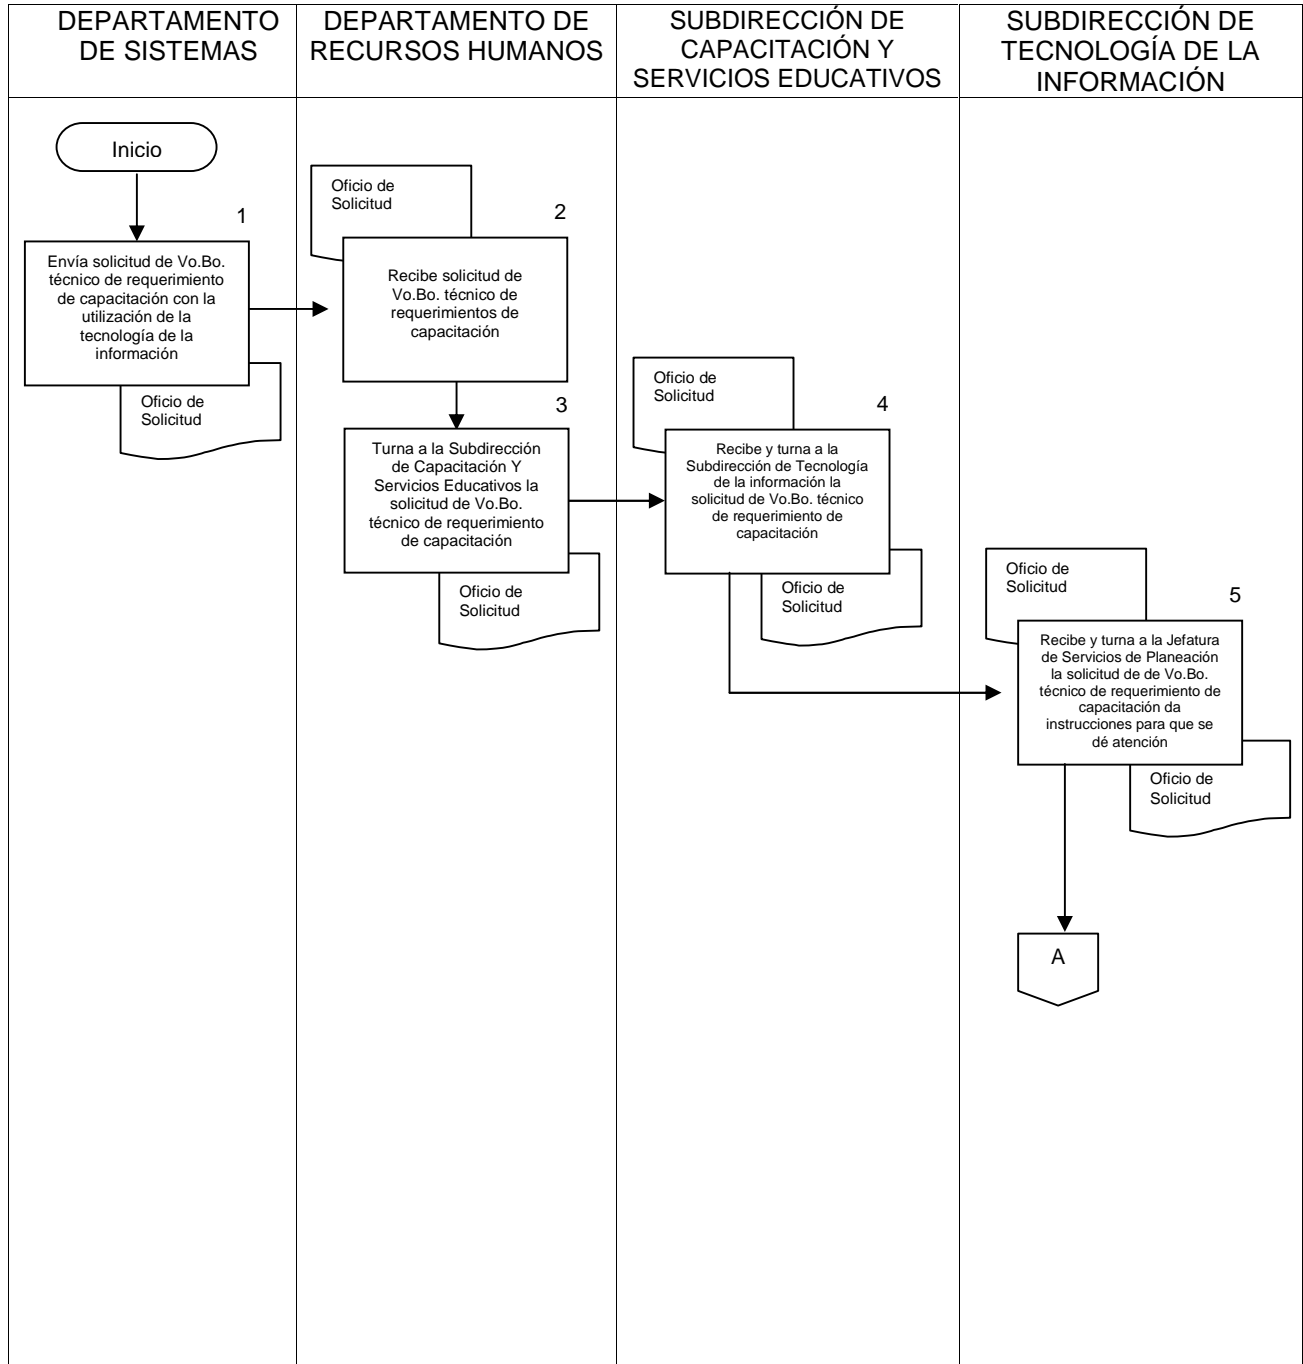 DEPARTAMENTO
DE SISTEMAS
DEPARTAMENTO DE
RECURSOS HUMANOS
SUBDIRECCIÓN DE
CAPACITACIÓN Y
SERVICIOS EDUCATIVOS
SUBDIRECCIÓN DE
TECNOLOGÍA DE LA
INFORMACIÓN
Inicio
1
Envía solicitud de Vo.Bo.
técnico de requerimiento
de capacitación con la
utilización de la
tecnología de la
información
Oficio de
Solicitud
Oficio de
Solicitud
2
Recibe solicitud de
Vo.Bo. técnico de
requerimientos de
capacitación
3
Turna a la Subdirección
de Capacitación Y
Servicios Educativos la
solicitud de Vo.Bo.
técnico de requerimiento
de capacitación
Oficio de
Solicitud
Oficio de
Solicitud
4
Recibe y turna a la
Subdirección de Tecnología
de la información la
solicitud de Vo.Bo. técnico
de requerimiento de
capacitación
Oficio de
Solicitud
Oficio de
Solicitud
5
Recibe y turna a la Jefatura
de Servicios de Planeación
la solicitud de de Vo.Bo.
técnico de requerimiento de
capacitación da
instrucciones para que se
dé atención
Oficio de
Solicitud
A